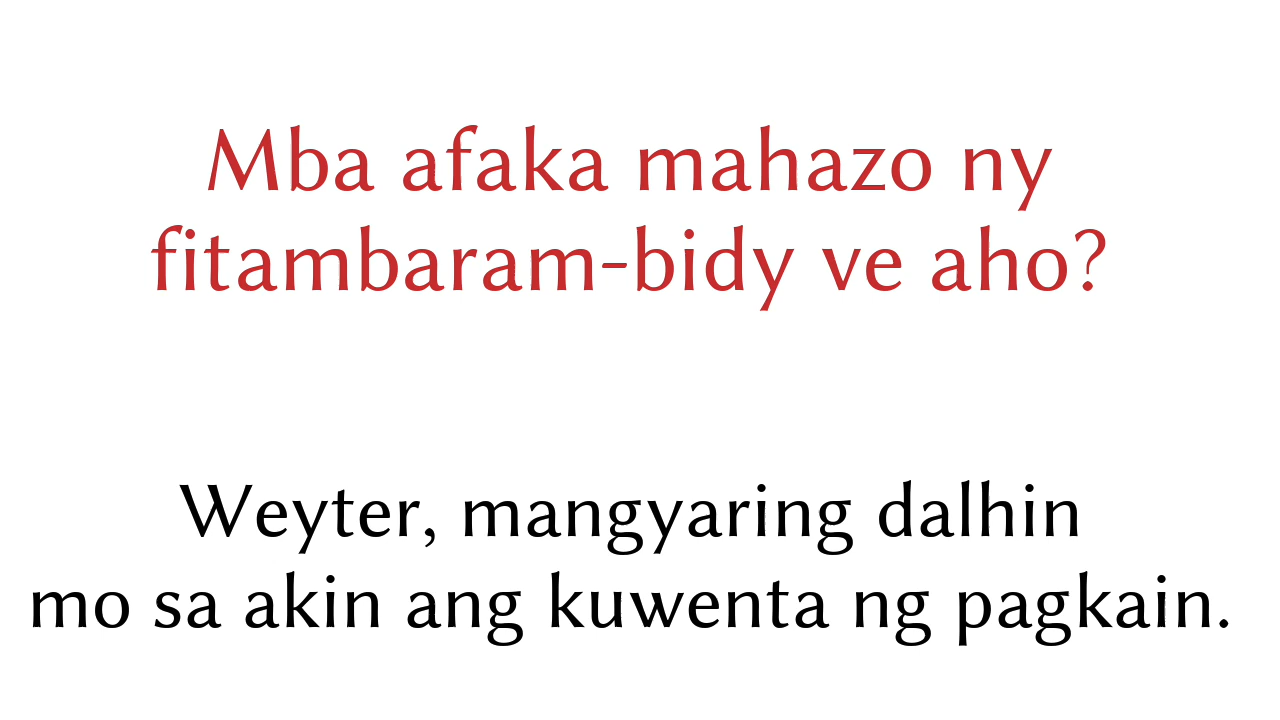 Mba afaka mahazo ny
fitambaram-bidy ve aho?
Weyter, mangyaring dalhin
mo sa akin ang kuwenta ng pagkain.